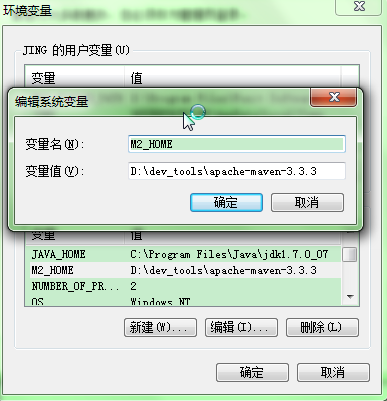 环境变量
JING 的用户变量(U)
变量 值
编辑系统变量
变量名(N): M2_HOME
变量值(V): D:\dev_tools\apache-maven-3.3.3
确定 取消
变量 值
JAVA_HOME C:\Program Files\Java\jdk1.7.0_07
M2_HOME D:\dev_tools\apache-maven-3.3.3
NUMBER_OF_PR... 2
OS Windows_NT
新建(W)... 编辑(I)... 删除(L)
确定 取消